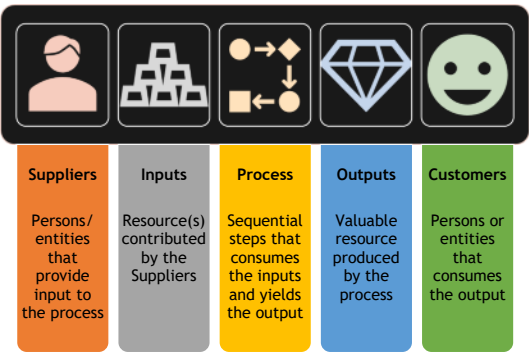 Suppliers
Persons/
entities
that
provide
input to
the process
Inputs
Resource(s)
contributed
by the
Suppliers
Process
Sequential
steps that
consumes
the inputs
and yields
the output
Outputs
Valuable
resource
produced
by the
process
Customers
Persons or
entities
that
consumes
the output